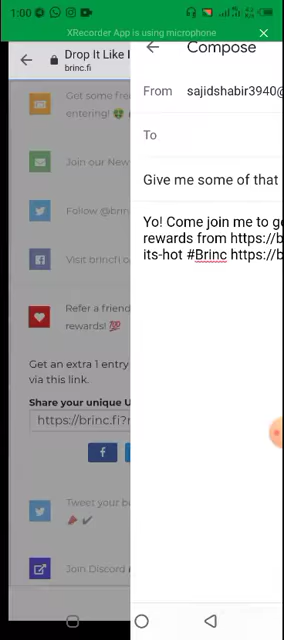 1:00
XRecorder App is using microphone
Drop It Like I
brinc.fi
Get some fre
entering!
Join our New
Follow @brin
Visit brincfi o
Refer a friend
rewards! 💯
Get an extra 1 entry
via this link.
Share your unique U
https://brinc.fi?r
Tweet your b
Join Discord
Compose
From sajidshabir3940@
To
Give me some of that
Yo! Come join me to ge
rewards from https://b
its-hot #Brinc https://b